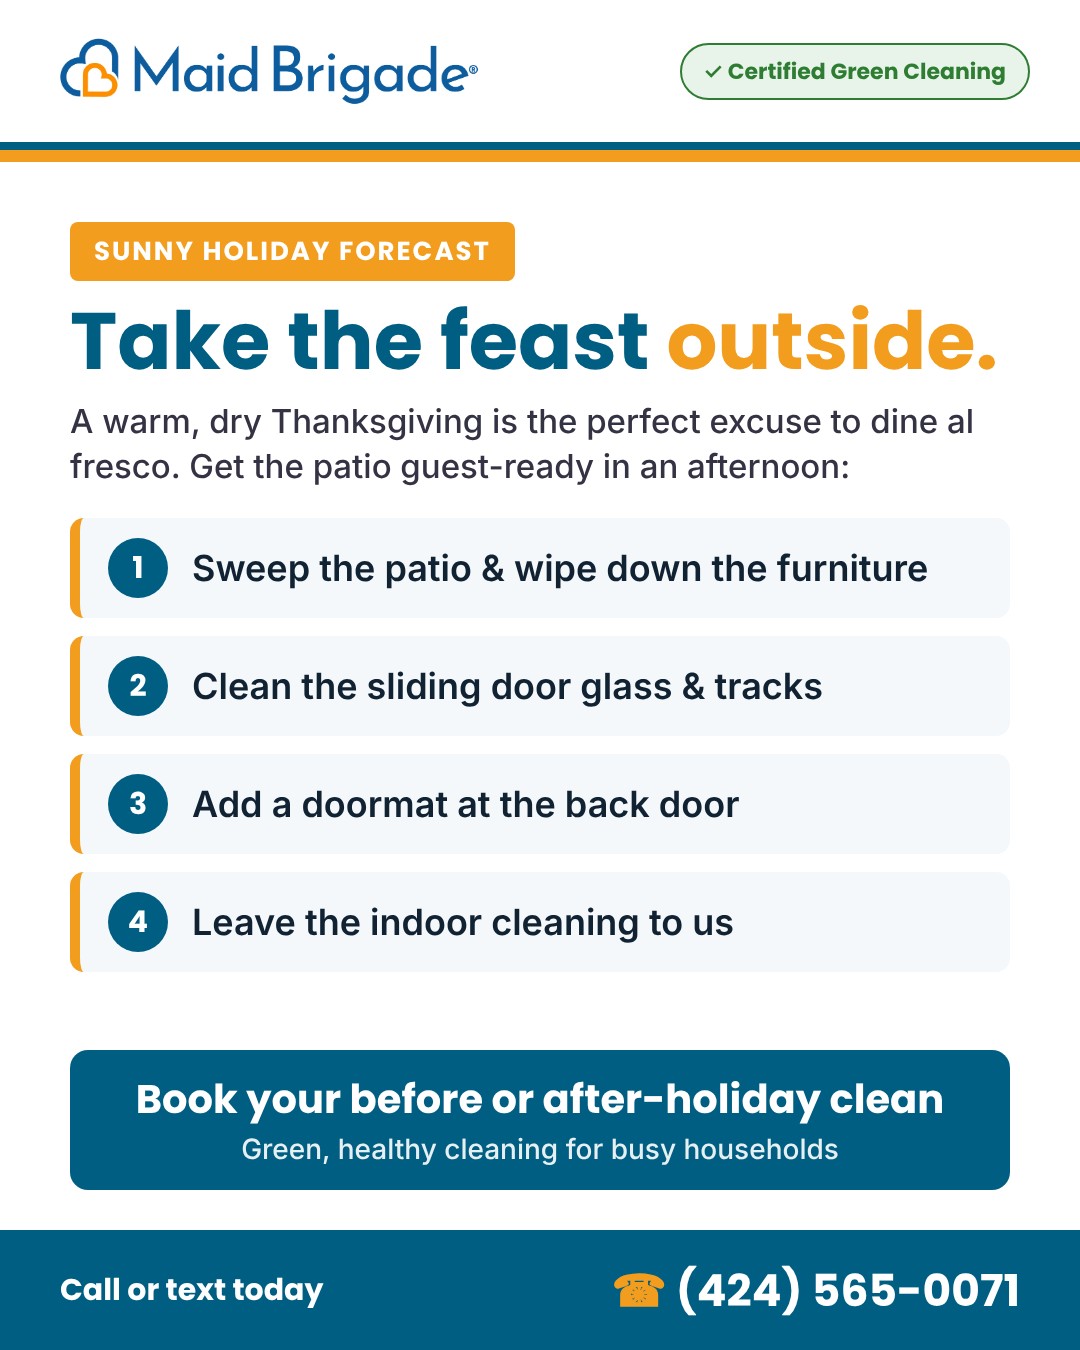 Maid Brigade®
✓ Certified Green Cleaning
SUNNY HOLIDAY FORECAST
Take the feast outside.
A warm, dry Thanksgiving is the perfect excuse to dine al
fresco. Get the patio guest-ready in an afternoon:
1 Sweep the patio & wipe down the furniture
2 Clean the sliding door glass & tracks
3 Add a doormat at the back door
4 Leave the indoor cleaning to us
Book your before or after-holiday clean
Green, healthy cleaning for busy households
Call or text today
☎ (424) 565-0071